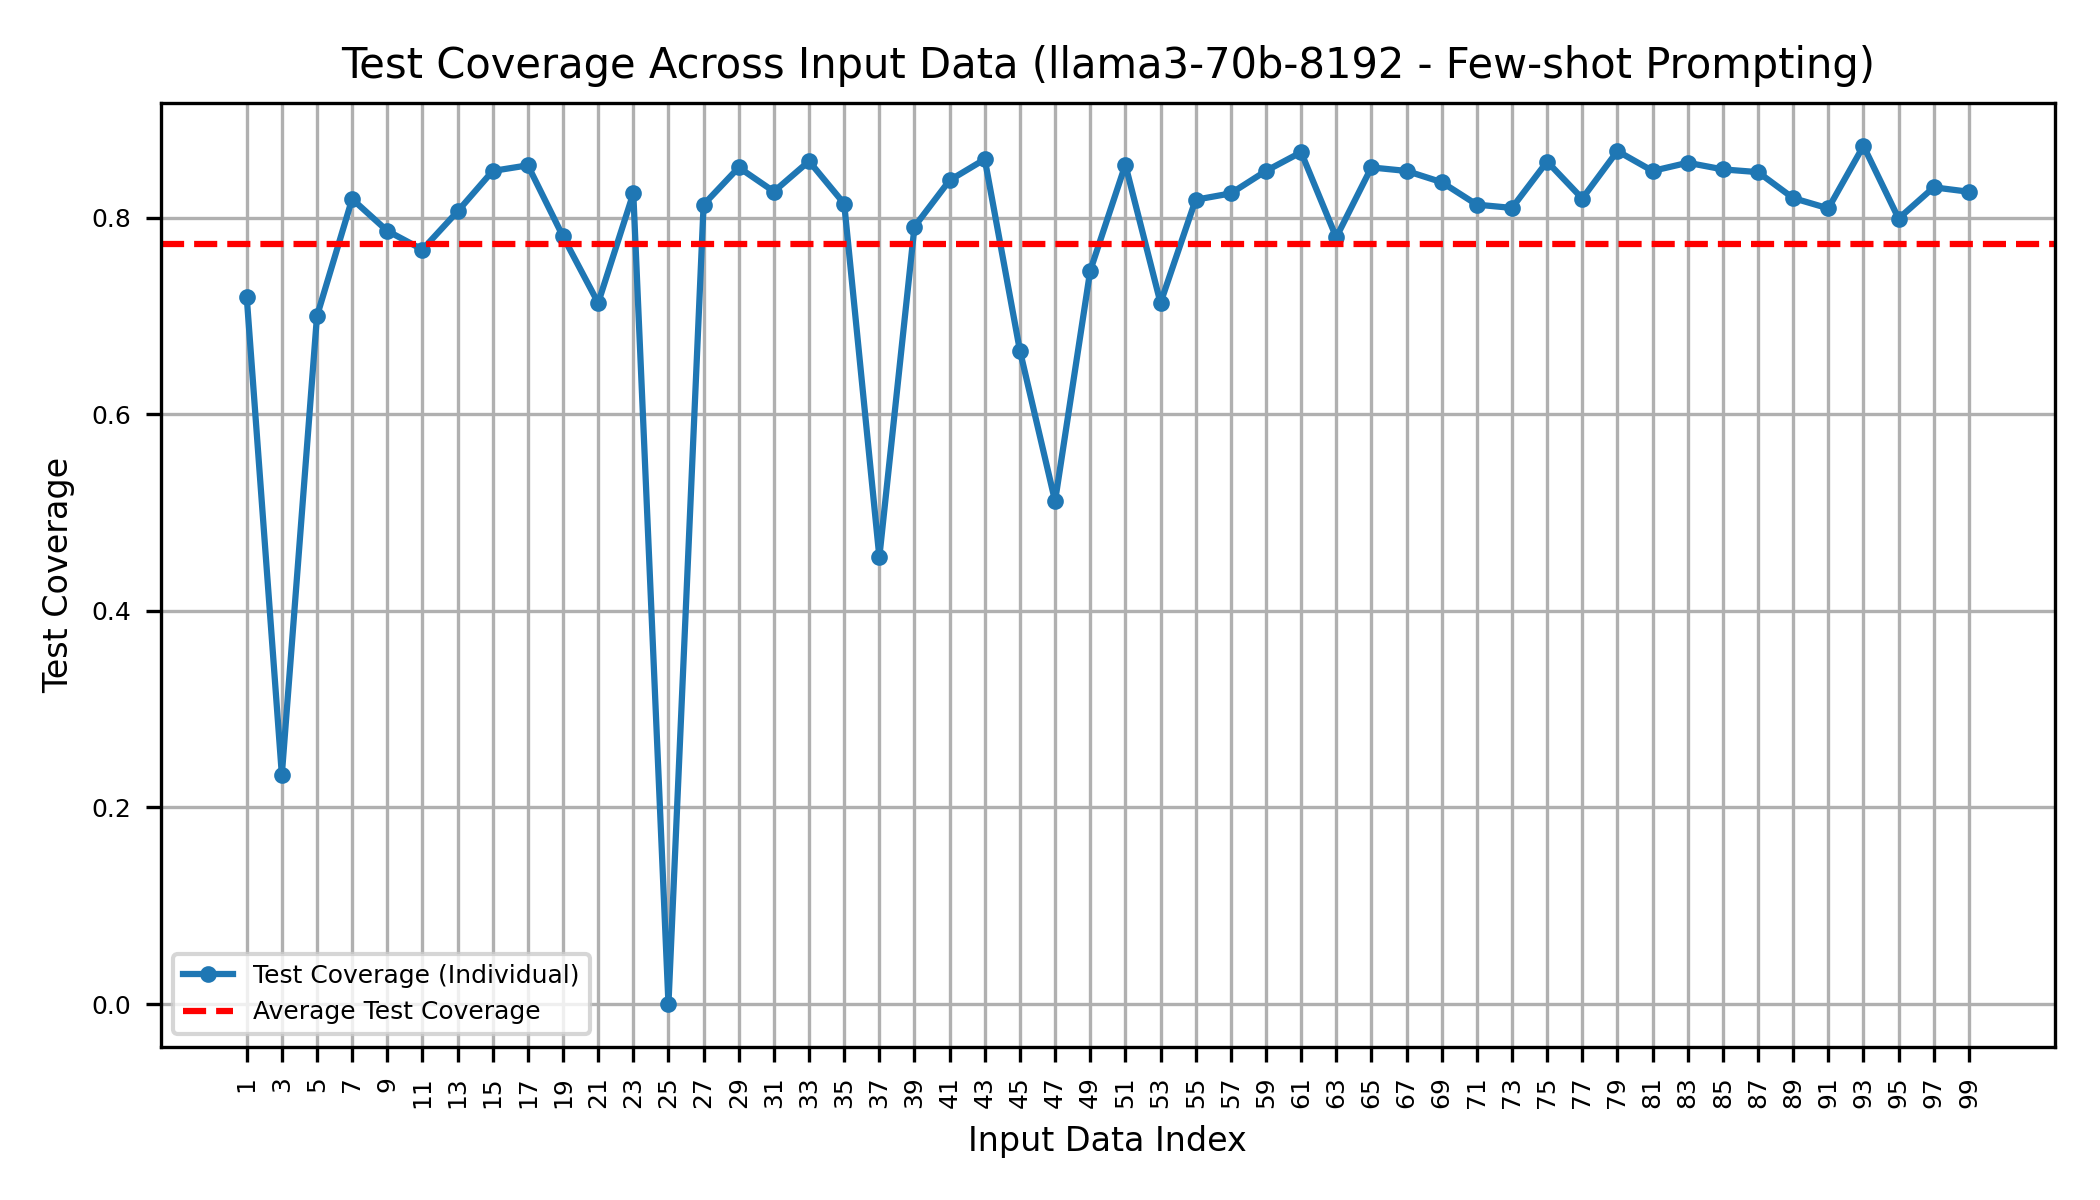 Test Coverage Across Input Data (llama3-70b-8192 - Few-shot Prompting)
Test Coverage
0.8
0.6
0.4
0.2
0.0
Test Coverage (Individual)
Average Test Coverage
1 3 5 7 9 11 13 15 17 19 21 23 25 27 29 31 33 35 37 39 41 43 45 47 49 51 53 55 57 59 61 63 65 67 69 71 73 75 77 79 81 83 85 87 89 91 93 95 97 99
Input Data Index